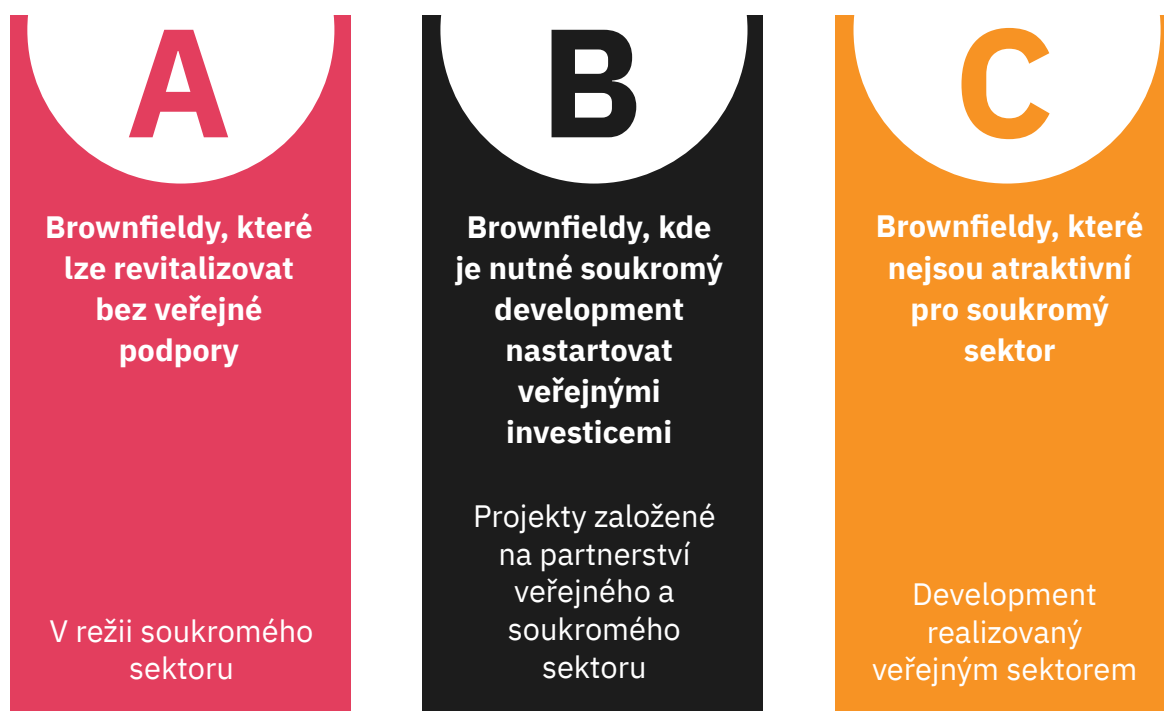 A
Brownfieldy, které
lze revitalizovat
bez veřejné
podpory
V režii soukromého
sektoru
B
Brownfieldy, kde
je nutné soukromý
development
nastartovat
veřejnými
investicemi
Projekty založené
na partnerství
veřejného a
soukromého
sektoru
C
Brownfieldy, které
nejsou atraktivní
pro soukromý
sektor
Development
realizovaný
veřejným sektorem